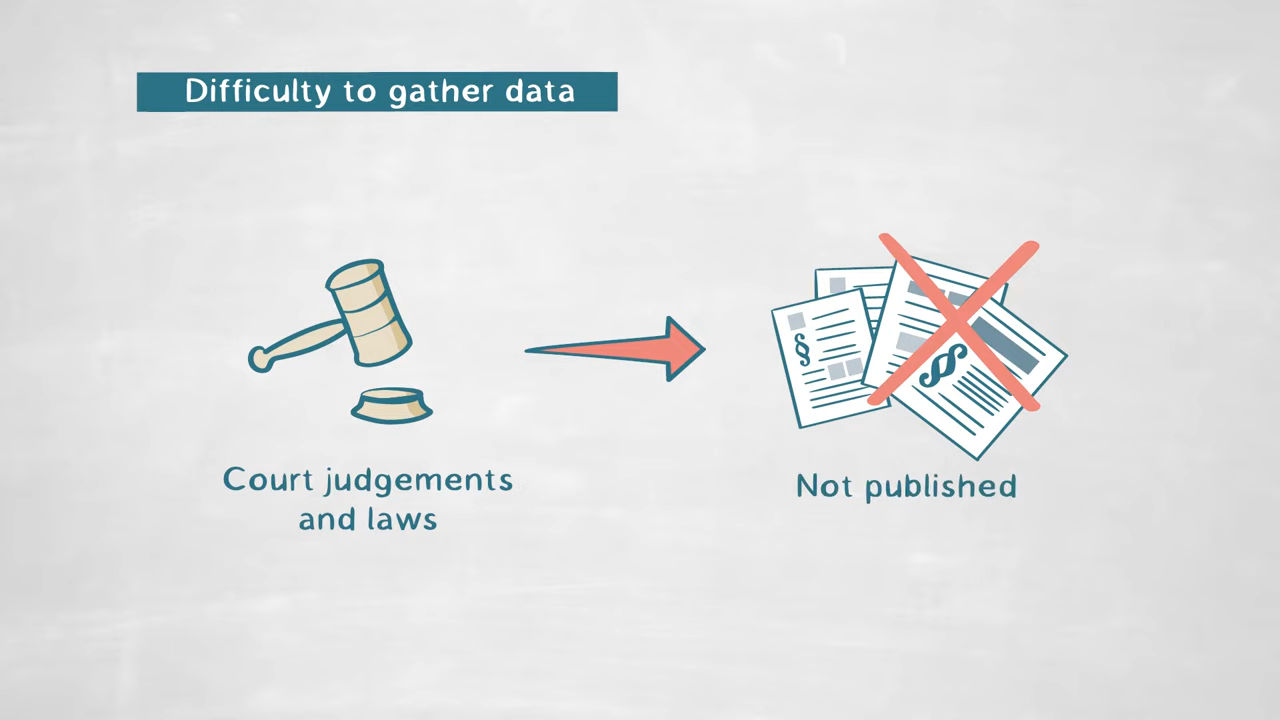 Difficulty to gather data
Court judgements
and laws
Not published
§
§